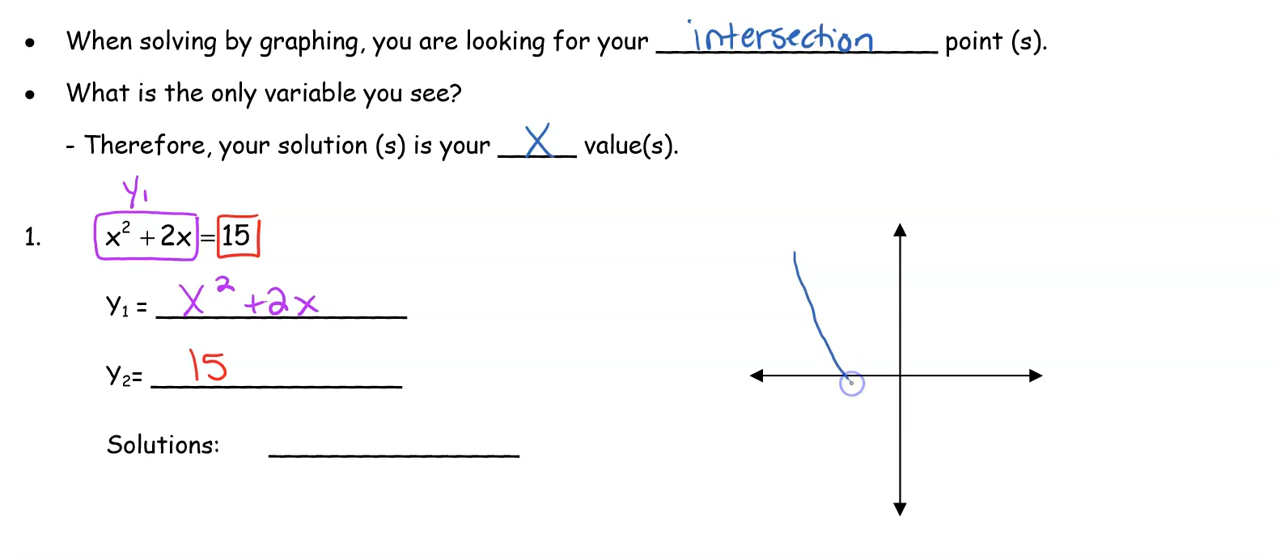 • When solving by graphing, you are looking for your intersection point (s).
• What is the only variable you see?
- Therefore, your solution (s) is your X value(s).
Y₁
1. x² + 2x = 15
Y₁ = X² + 2x
Y₂= 15
Solutions: ____________